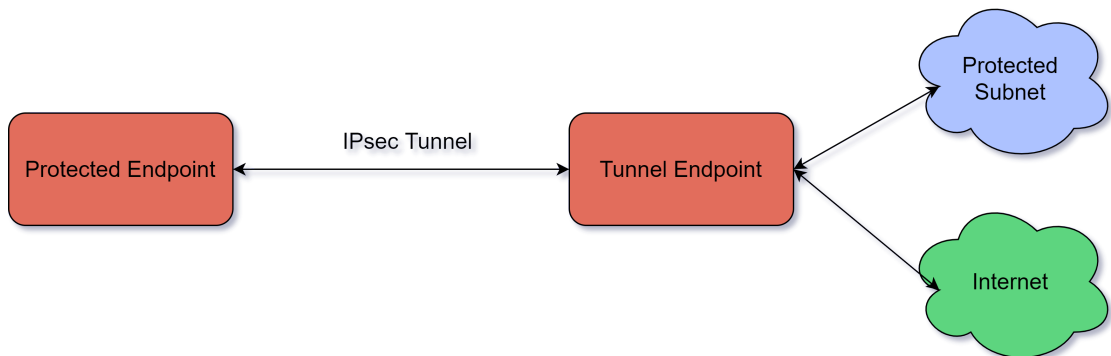 Protected Endpoint
IPsec Tunnel
Tunnel Endpoint
Protected
Subnet
Internet